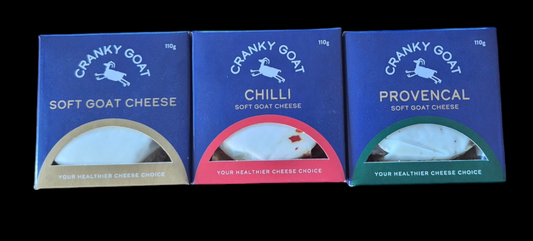 110g
CRANKY GOAT
SOFT GOAT CHEESE
YOUR HEALTHIER CHEESE CHOICE
110g
CRANKY GOAT
CHILLI
SOFT GOAT CHEESE
YOUR HEALTHIER CHEESE CHOICE
110g
CRANKY GOAT
PROVENCAL
SOFT GOAT CHEESE
YOUR HEALTHIER CHEESE CHOICE